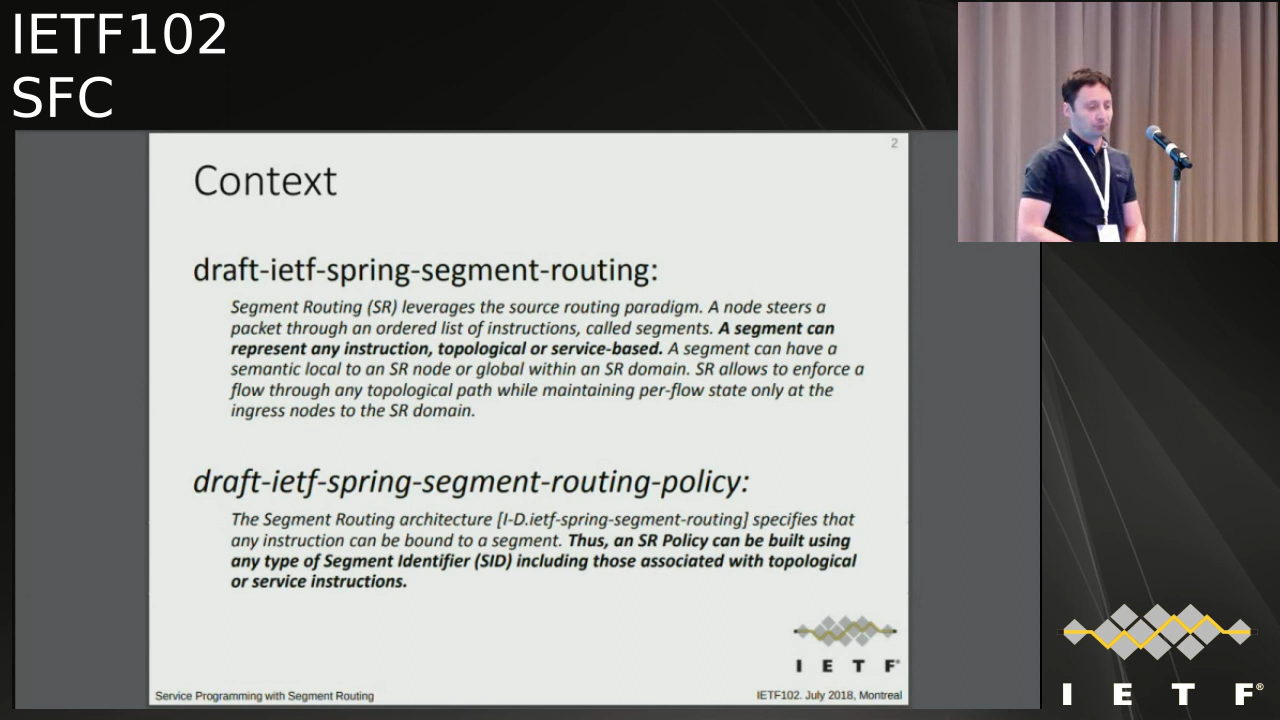 IETF102
SFC
2
Context
draft-ietf-spring-segment-routing:
Segment Routing (SR) leverages the source routing paradigm. A node steers a
packet through an ordered list of instructions, called segments. A segment can
represent any instruction, topological or service-based. A segment can have a
semantic local to an SR node or global within an SR domain. SR allows to enforce a
flow through any topological path while maintaining per-flow state only at the
ingress nodes to the SR domain.
draft-ietf-spring-segment-routing-policy:
The Segment Routing architecture [I-D.ietf-spring-segment-routing] specifies that
any instruction can be bound to a segment. Thus, an SR Policy can be built using
any type of Segment Identifier (SID) including those associated with topological
or service instructions.
I E T F®
Service Programming with Segment Routing
IETF102. July 2018, Montreal
I E T F®